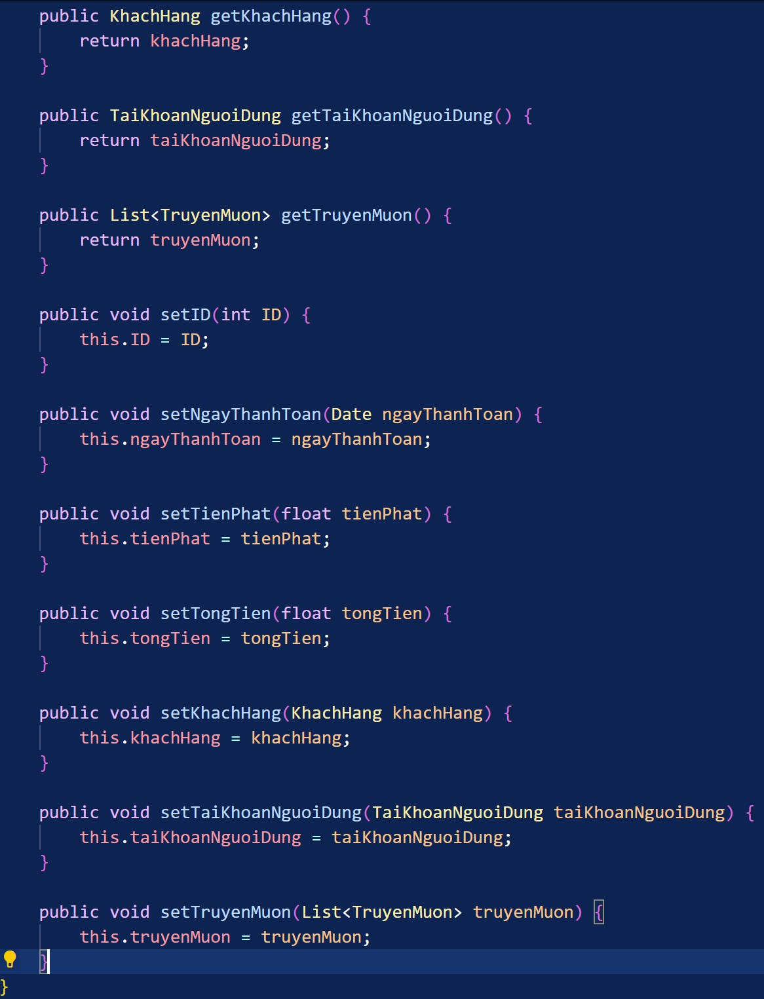 public KhachHang getKhachHang() {
return khachHang;
}
public TaiKhoanNguoiDung getTaiKhoanNguoiDung() {
return taiKhoanNguoiDung;
}
public List<TruyenMuon> getTruyenMuon() {
return truyenMuon;
}
public void setID(int ID) {
this.ID = ID;
}
public void setNgayThanhToan(Date ngayThanhToan) {
this.ngayThanhToan = ngayThanhToan;
}
public void setTienPhat(float tienPhat) {
this.tienPhat = tienPhat;
}
public void setTongTien(float tongTien) {
this.tongTien = tongTien;
}
public void setKhachHang(KhachHang khachHang) {
this.khachHang = khachHang;
}
public void setTaiKhoanNguoiDung(TaiKhoanNguoiDung taiKhoanNguoiDung) {
this.taiKhoanNguoiDung = taiKhoanNguoiDung;
}
public void setTruyenMuon(List<TruyenMuon> truyenMuon) {
this.truyenMuon = truyenMuon;
}
}